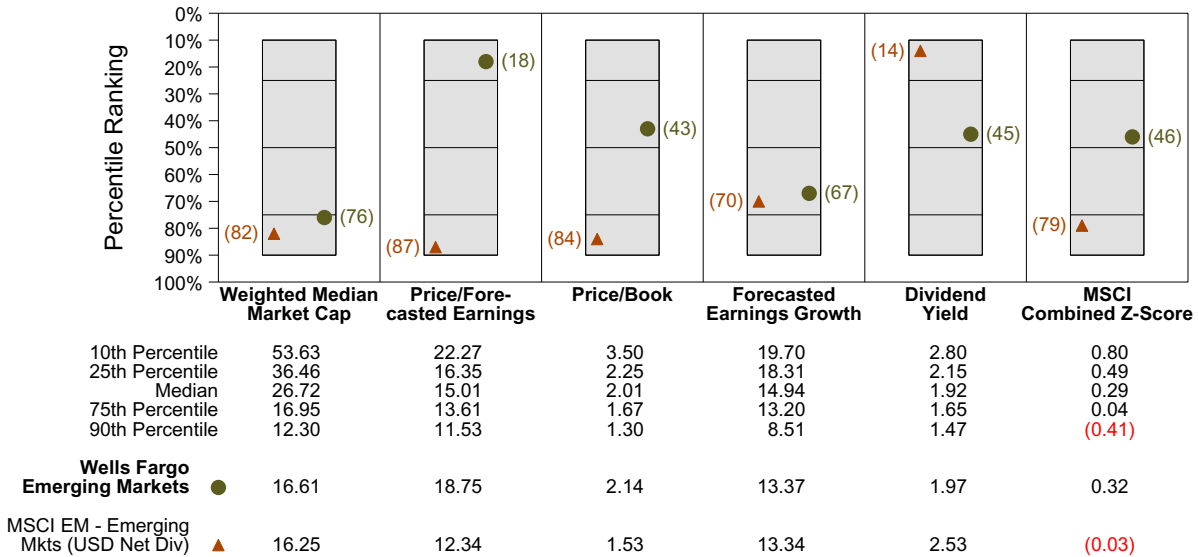 Percentile Ranking
0%
10%
20%
30%
40%
50%
60%
70%
80%
90%
100%
(82) (76)
(87) (18)
(84) (43)
(70) (67)
(14) (45)
(79) (46)
Weighted Median
Market Cap
Price/Fore-
casted Earnings
Price/Book
Forecasted
Earnings Growth
Dividend
Yield
MSCI
Combined Z-Score
10th Percentile 53.63 22.27 3.50 19.70 2.80 0.80
25th Percentile 36.46 16.35 2.25 18.31 2.15 0.49
Median 26.72 15.01 2.01 14.94 1.92 0.29
75th Percentile 16.95 13.61 1.67 13.20 1.65 0.04
90th Percentile 12.30 11.53 1.30 8.51 1.47 (0.41)
Wells Fargo
Emerging Markets 16.61 18.75 2.14 13.37 1.97 0.32
MSCI EM - Emerging
Mkts (USD Net Div) 16.25 12.34 1.53 13.34 2.53 (0.03)